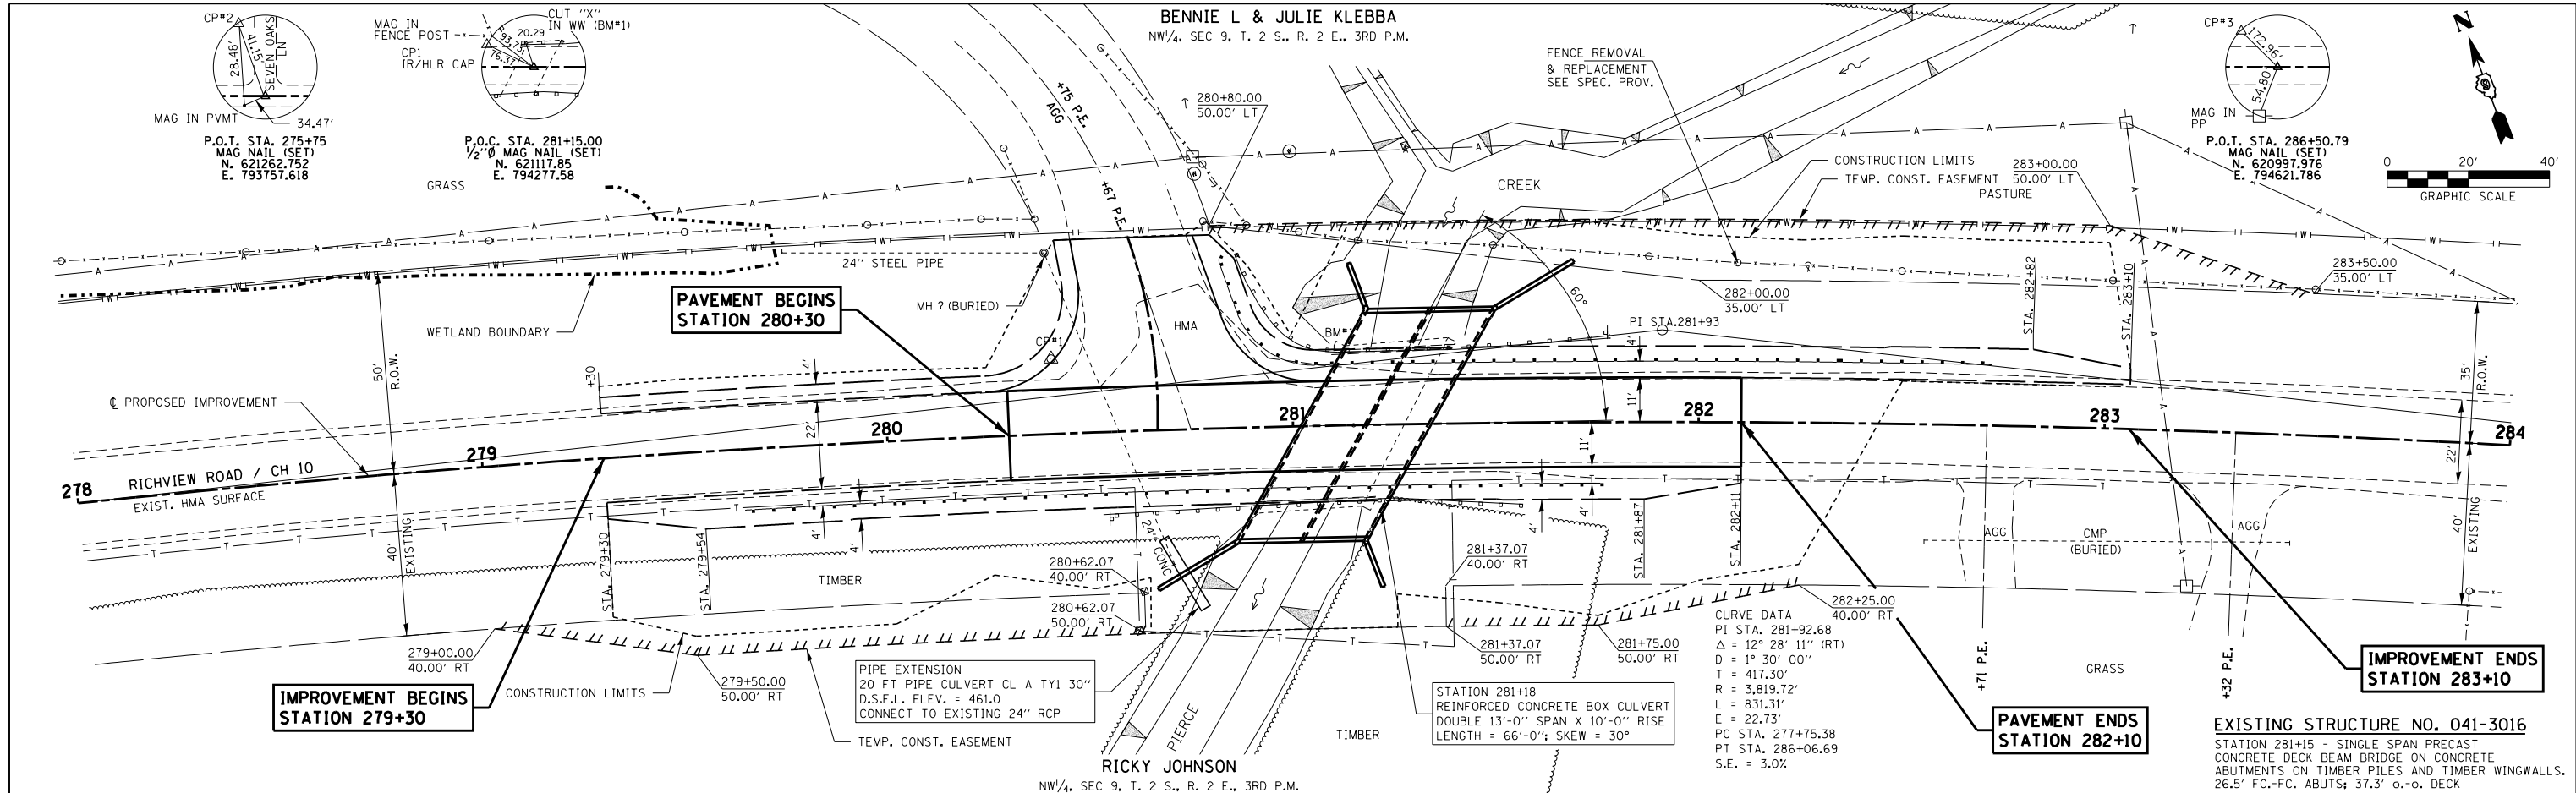 CP#2
28.48'
41.15'
SEVEN OAKS
LN
MAG IN PVMT
34.47'
P.O.T. STA. 275+75
MAG NAIL (SET)
N. 621262.752
E. 793757.618
MAG IN
FENCE POST
CP1
IR/HLR CAP
CUT "X"
IN WW (BM#1)
20.29
93.73'
76.37'
P.O.C. STA. 281+15.00
1/2"Ø MAG NAIL (SET)
N. 621117.85
E. 794277.58
GRASS
+75 P.E.
AGG
+67 P.E.
BENNIE L & JULIE KLEBBA
NW1/4, SEC 9, T. 2 S., R. 2 E., 3RD P.M.
280+80.00
50.00' LT
FENCE REMOVAL
& REPLACEMENT
SEE SPEC. PROV.
CREEK
CONSTRUCTION LIMITS
TEMP. CONST. EASEMENT
283+00.00
50.00' LT
PASTURE
CP#3
172.96'
54.80'
MAG IN
PP
P.O.T. STA. 286+50.79
MAG NAIL (SET)
N. 620997.976
E. 794621.786
N
0 20' 40'
GRAPHIC SCALE
24" STEEL PIPE
MH ? (BURIED)
WETLAND BOUNDARY
PAVEMENT BEGINS
STATION 280+30
HMA
CP#1
BM#1
60°
PI STA.281+93
282+00.00
35.00' LT
STA. 282+82
STA. 283+10
283+50.00
35.00' LT
50'
R.O.W.
35'
R.O.W.
+30
4'
22'
4'
11'
11'
22'
℄ PROPOSED IMPROVEMENT
278
279
280
281
282
283
284
RICHVIEW ROAD / CH 10
EXIST. HMA SURFACE
40'
EXISTING
40'
EXISTING
4'
4'
4'
4'
4'
STA. 279+30
STA. 279+54
STA. 281+87
STA. 282+11
24" CONC
TIMBER
280+62.07
40.00' RT
280+62.07
50.00' RT
281+37.07
40.00' RT
281+37.07
50.00' RT
281+75.00
50.00' RT
282+25.00
40.00' RT
AGG
CMP
(BURIED)
AGG
279+00.00
40.00' RT
279+50.00
50.00' RT
CONSTRUCTION LIMITS
IMPROVEMENT BEGINS
STATION 279+30
PIPE EXTENSION
20 FT PIPE CULVERT CL A TY1 30"
D.S.F.L. ELEV. = 461.0
CONNECT TO EXISTING 24" RCP
TEMP. CONST. EASEMENT
PIERCE
RICKY JOHNSON
NW1/4, SEC 9, T. 2 S., R. 2 E., 3RD P.M.
TIMBER
STATION 281+18
REINFORCED CONCRETE BOX CULVERT
DOUBLE 13'-0" SPAN X 10'-0" RISE
LENGTH = 66'-0"; SKEW = 30°
CURVE DATA
PI STA. 281+92.68
Δ = 12° 28' 11" (RT)
D = 1° 30' 00"
T = 417.30'
R = 3,819.72'
L = 831.31'
E = 22.73'
PC STA. 277+75.38
PT STA. 286+06.69
S.E. = 3.0%
+71 P.E.
+32 P.E.
GRASS
PAVEMENT ENDS
STATION 282+10
IMPROVEMENT ENDS
STATION 283+10
EXISTING STRUCTURE NO. 041-3016
STATION 281+15 - SINGLE SPAN PRECAST
CONCRETE DECK BEAM BRIDGE ON CONCRETE
ABUTMENTS ON TIMBER PILES AND TIMBER WINGWALLS.
26.5' FC.-FC. ABUTS; 37.3' o.-o. DECK